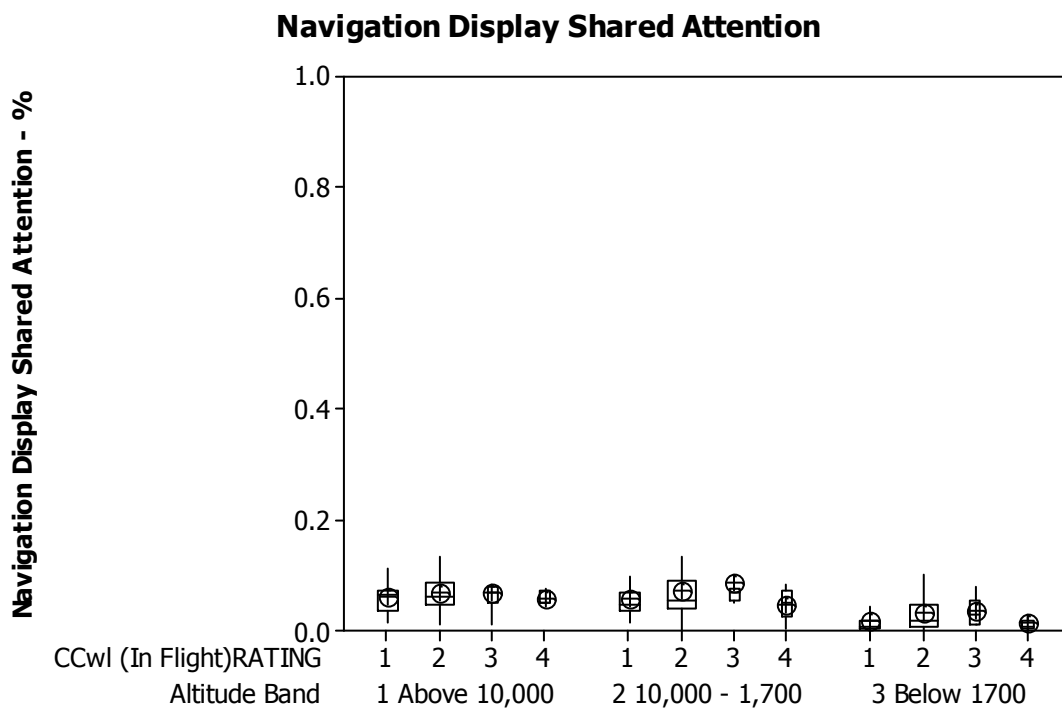 Navigation Display Shared Attention
Navigation Display Shared Attention - %
1.0
0.8
0.6
0.4
0.2
0.0
CCwl (In Flight)RATING 1 2 3 4 1 2 3 4 1 2 3 4
Altitude Band 1 Above 10,000 2 10,000 - 1,700 3 Below 1700